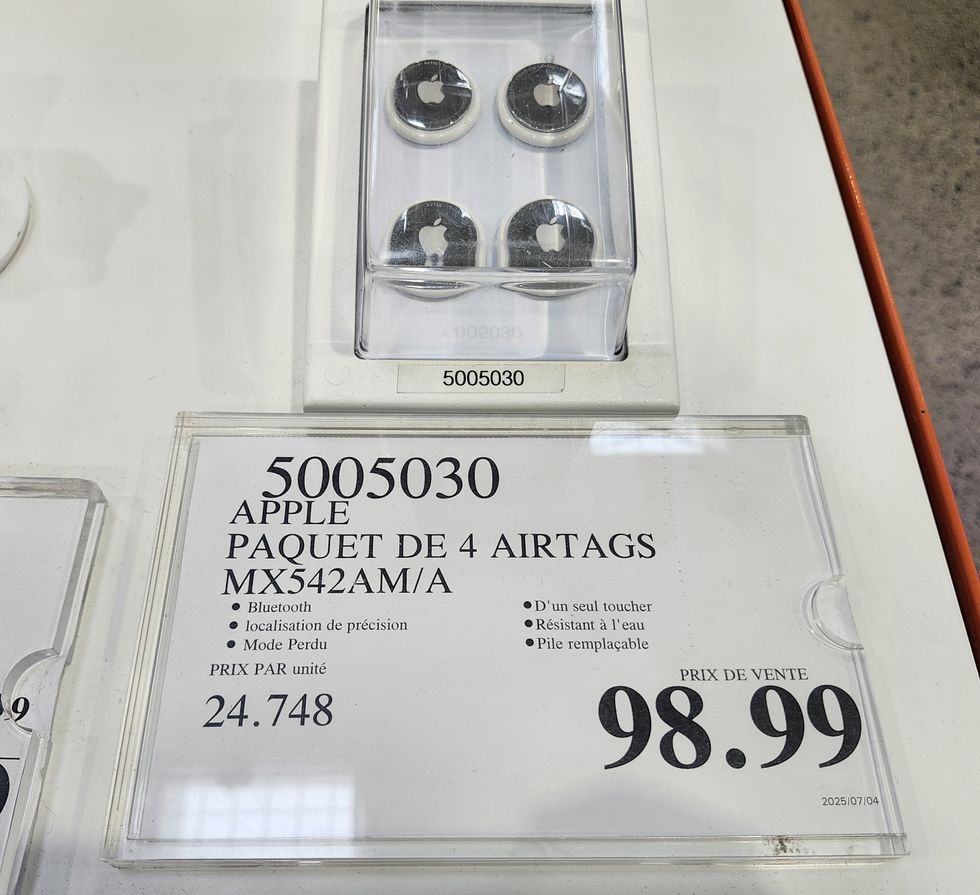 5005030
5005030
APPLE
PAQUET DE 4 AIRTAGS
MX542AM/A
• Bluetooth
• localisation de précision
• Mode Perdu
• D'un seul toucher
• Résistant à l'eau
• Pile remplaçable
PRIX PAR unité
24.748
PRIX DE VENTE
98.99
2025/07/04